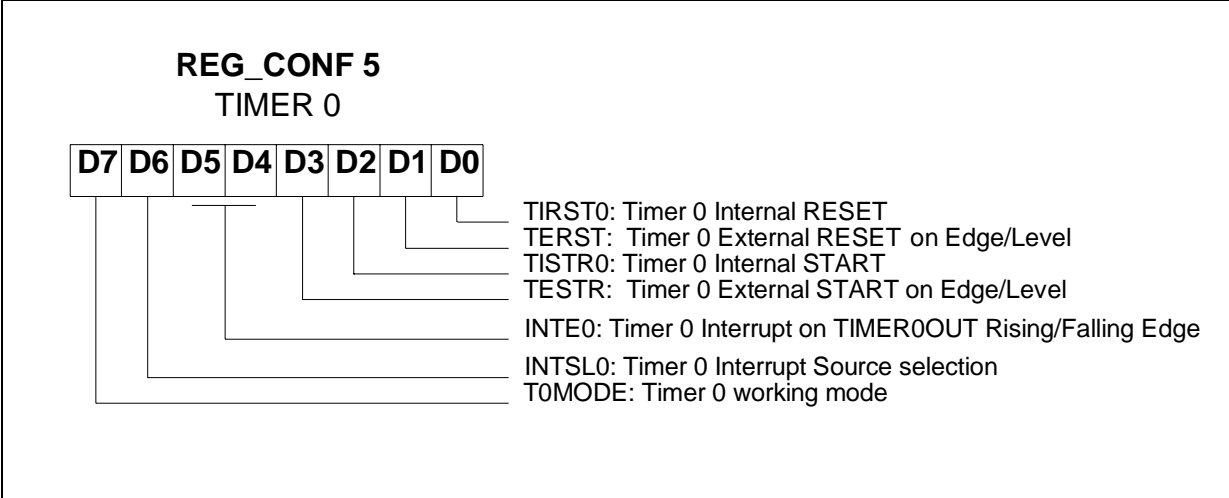 REG_CONF 5
TIMER 0
D7 D6 D5 D4 D3 D2 D1 D0
TIRST0: Timer 0 Internal RESET
TERST: Timer 0 External RESET on Edge/Level
TISTR0: Timer 0 Internal START
TESTR: Timer 0 External START on Edge/Level
INTE0: Timer 0 Interrupt on TIMER0OUT Rising/Falling Edge
INTSL0: Timer 0 Interrupt Source selection
T0MODE: Timer 0 working mode